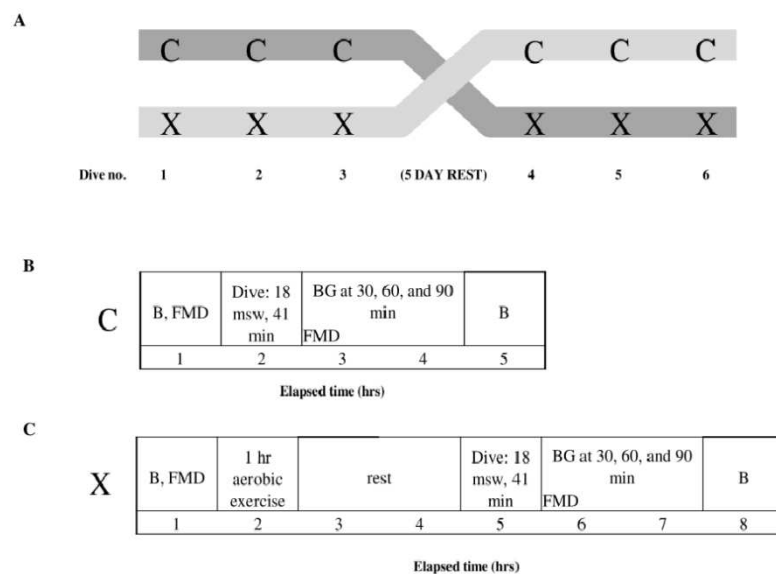 A
C C C C C C
X X X X X X
Dive no. 1 2 3 (5 DAY REST) 4 5 6
B
C
B, FMD
Dive: 18
msw, 41
min
BG at 30, 60, and 90
min
FMD
B
1 2 3 4 5
Elapsed time (hrs)
C
X
B, FMD
1 hr
aerobic
exercise
rest
Dive: 18
msw, 41
min
BG at 30, 60, and 90
min
FMD
B
1 2 3 4 5 6 7 8
Elapsed time (hrs)